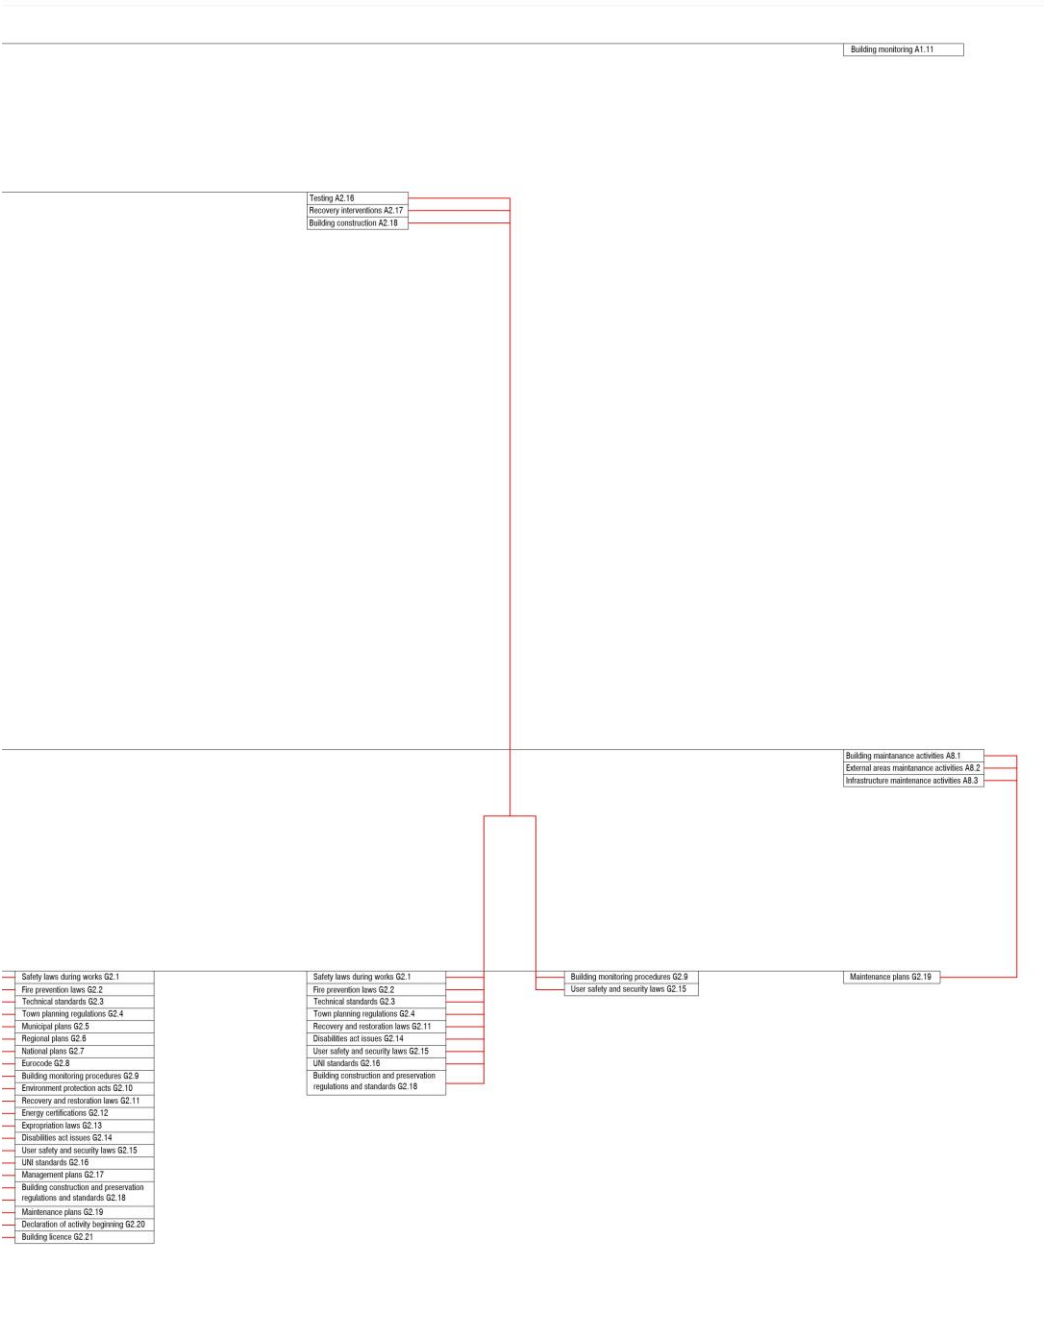 Building monitoring A1.11
Testing A2.16
Recovery interventions A2.17
Building construction A2.18
Building maintanance activities A8.1
External areas maintanance activities A8.2
Infrastructure maintenance activities A8.3
Safety laws during works G2.1
Fire prevention laws G2.2
Technical standards G2.3
Town planning regulations G2.4
Municipal plans G2.5
Regional plans G2.6
National plans G2.7
Eurocode G2.8
Building monitoring procedures G2.9
Environment protection acts G2.10
Recovery and restoration laws G2.11
Energy certifications G2.12
Expropriation laws G2.13
Disabilities act issues G2.14
User safety and security laws G2.15
UNI standards G2.16
Management plans G2.17
Building construction and preservation
regulations and standards G2.18
Maintenance plans G2.19
Declaration of activity beginning G2.20
Building licence G2.21
Safety laws during works G2.1
Fire prevention laws G2.2
Technical standards G2.3
Town planning regulations G2.4
Recovery and restoration laws G2.11
Disabilities act issues G2.14
User safety and security laws G2.15
UNI standards G2.16
Building construction and preservation
regulations and standards G2.18
Building monitoring procedures G2.9
User safety and security laws G2.15
Maintenance plans G2.19